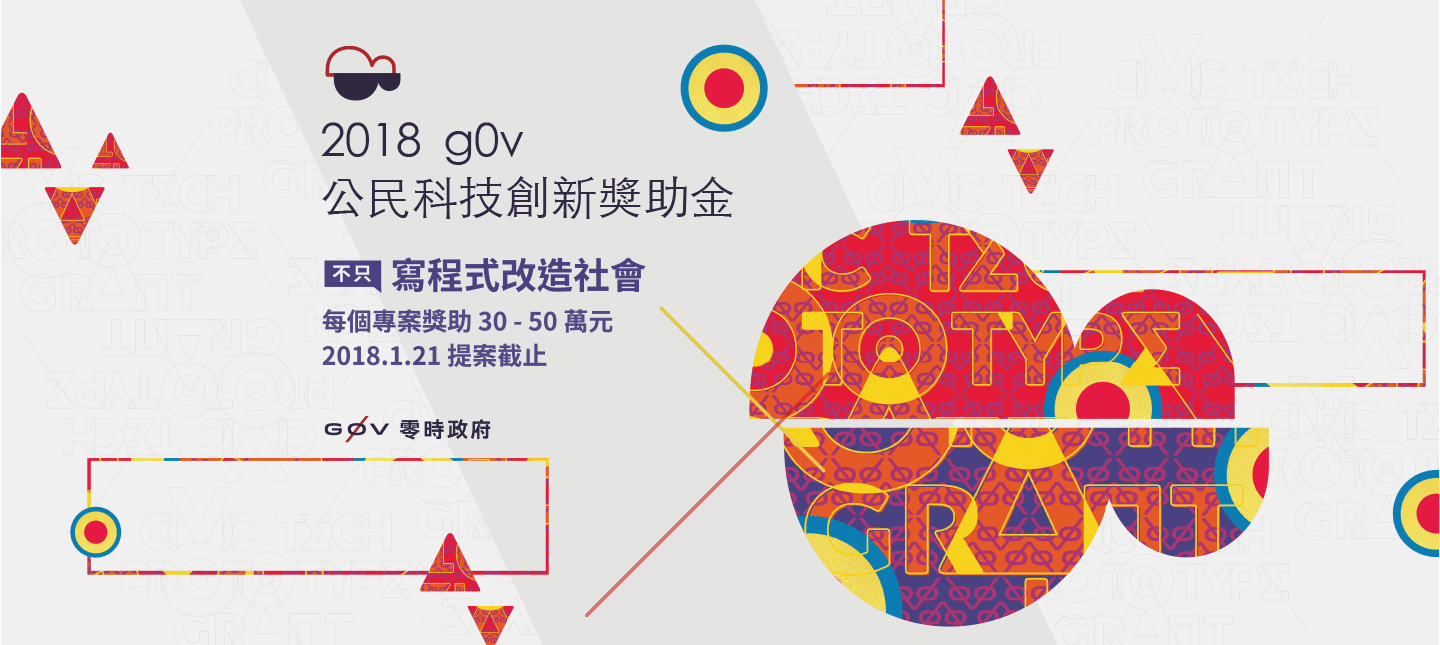 2018 g0v
公民科技創新獎助金
不只 寫程式改造社會
每個專案獎助 30 - 50 萬元
2018.1.21 提案截止
G0V 零時政府
CIVIC TECH
PROTOTYPE
GRANT